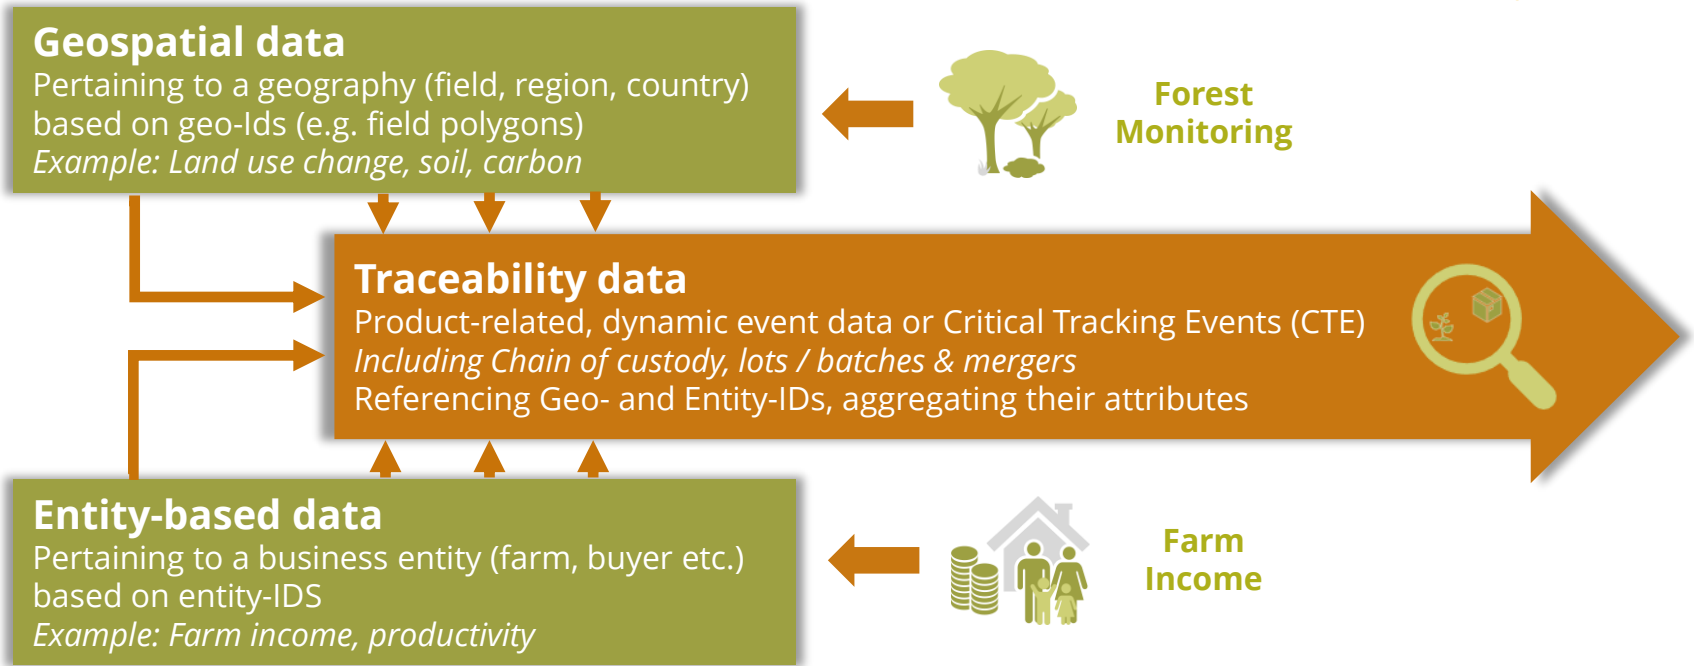 Geospatial data
Pertaining to a geography (field, region, country)
based on geo-Ids (e.g. field polygons)
Example: Land use change, soil, carbon
Forest
Monitoring
Traceability data
Product-related, dynamic event data or Critical Tracking Events (CTE)
Including Chain of custody, lots / batches & mergers
Referencing Geo- and Entity-IDs, aggregating their attributes
Entity-based data
Pertaining to a business entity (farm, buyer etc.)
based on entity-IDS
Example: Farm income, productivity
Farm
Income